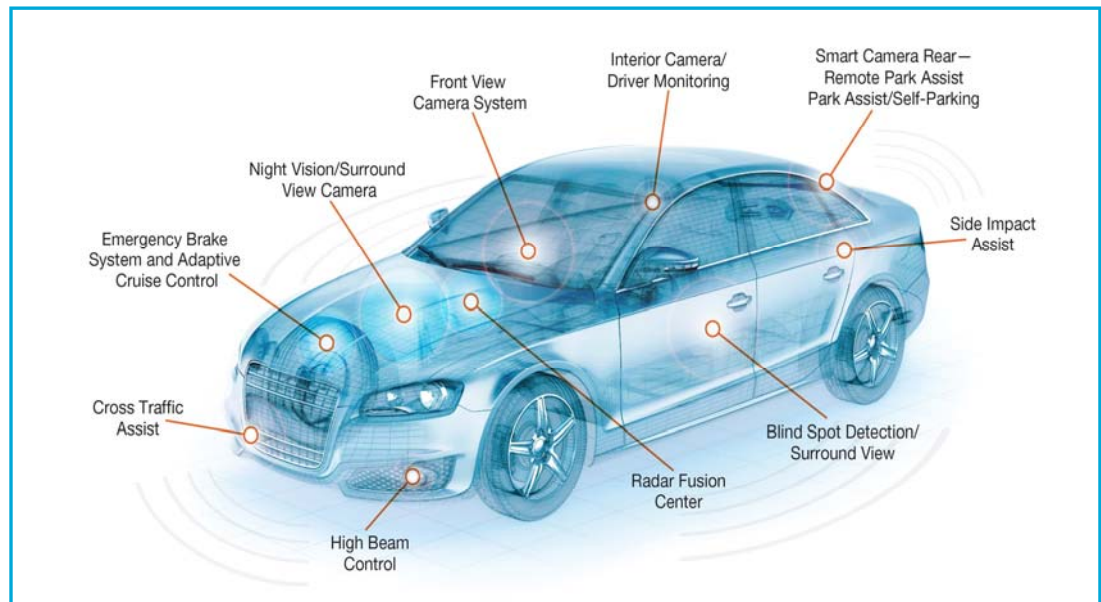 Smart Camera Rear—
Remote Park Assist
Park Assist/Self-Parking
Interior Camera/
Driver Monitoring
Front View
Camera System
Night Vision/Surround
View Camera
Side Impact
Assist
Emergency Brake
System and Adaptive
Cruise Control
Cross Traffic
Assist
Blind Spot Detection/
Surround View
Radar Fusion
Center
High Beam
Control